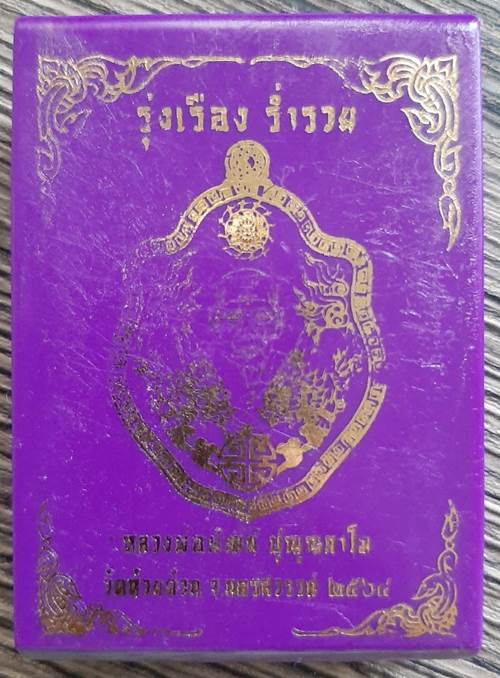 รุ่งเรือง ร่ำรวย
หลวงพ่อพัฒน์ ปุญฺญกาโม
วัดห้วยด้วน จ.นครสวรรค์ ๒๕๖๔